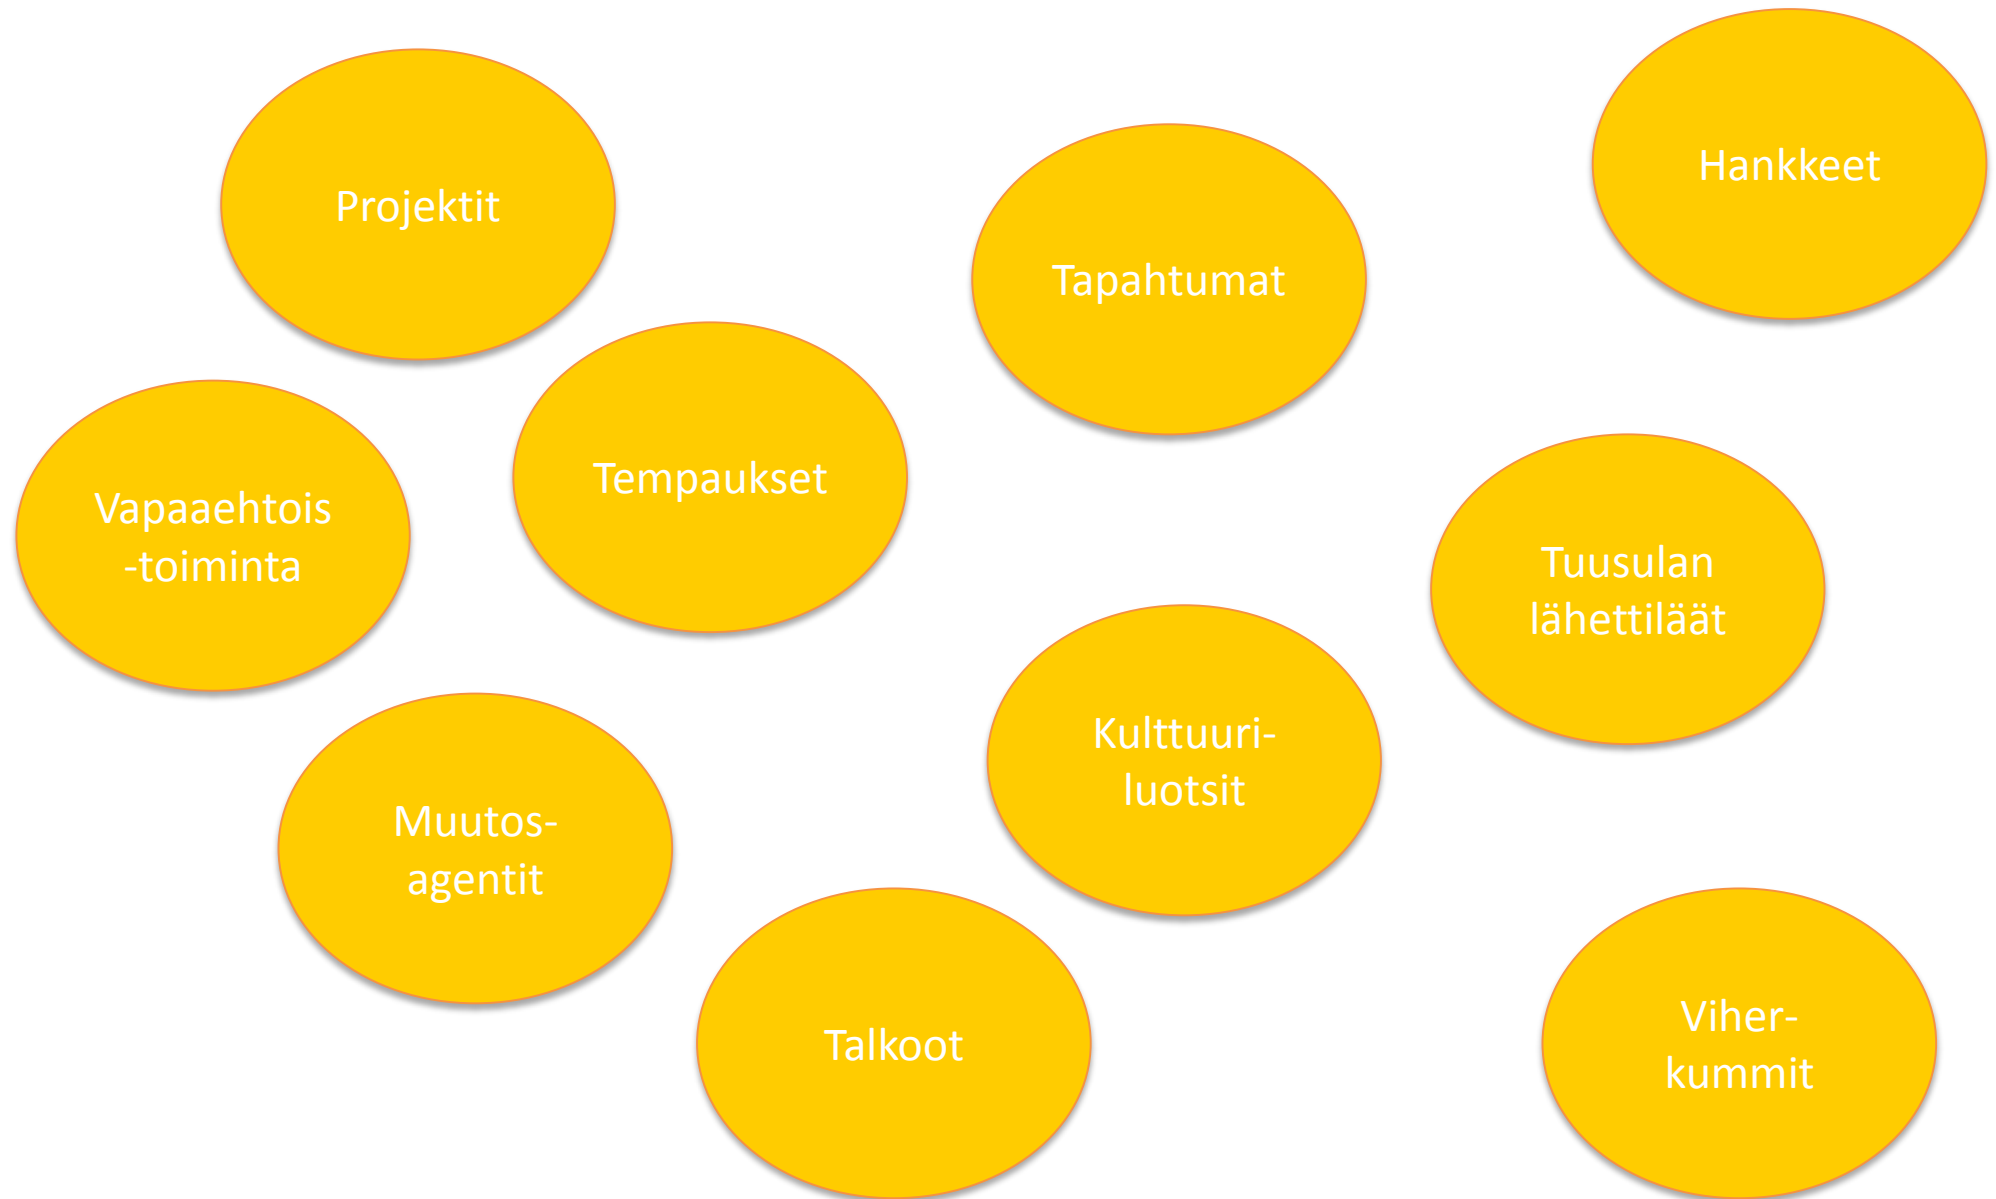 Projektit
Hankkeet
Tapahtumat
Tempaukset
Vapaaehtois
-toiminta
Tuusulan
lähettiläät
Kulttuuri-
luotsit
Muutos-
agentit
Talkoot
Viher-
kummit